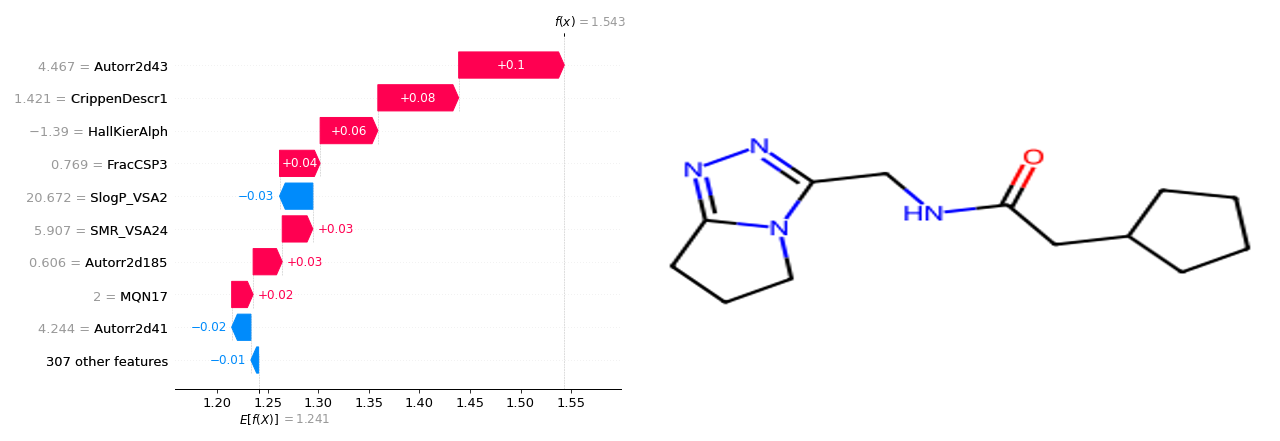 f(x) = 1.543
4.467 = Autorr2d43
+0.1
1.421 = CrippenDescr1
+0.08
−1.39 = HallKierAlph
+0.06
0.769 = FracCSP3
+0.04
20.672 = SlogP_VSA2
−0.03
5.907 = SMR_VSA24
+0.03
0.606 = Autorr2d185
+0.03
2 = MQN17
+0.02
4.244 = Autorr2d41
−0.02
307 other features
−0.01
1.20 1.25 1.30 1.35 1.40 1.45 1.50 1.55
E[f(X)] = 1.241
N
N
N
HN
O